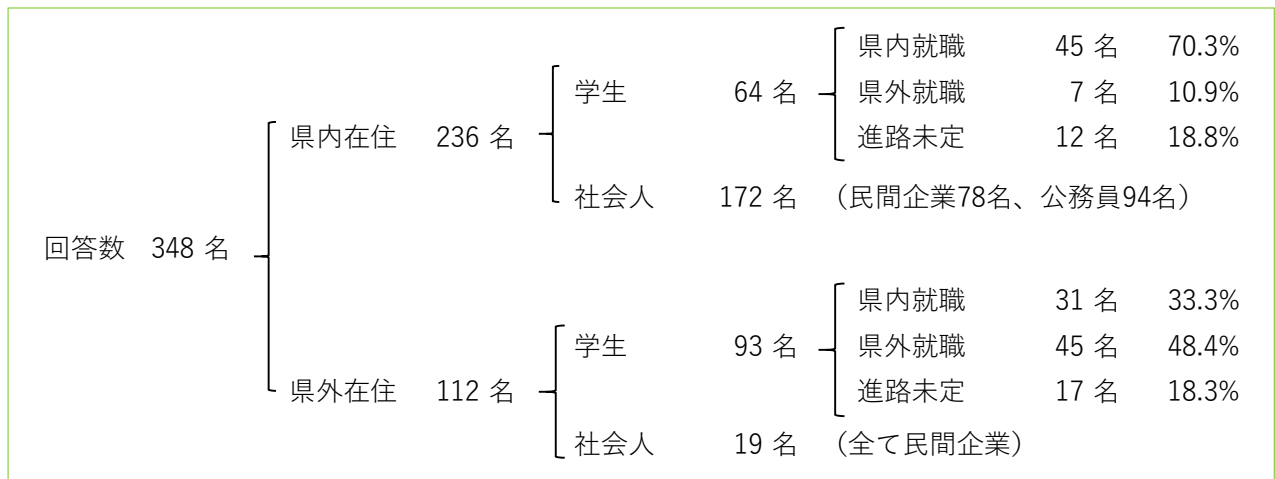 県内就職 45 名 70.3%
学生 64 名 県外就職 7 名 10.9%
県内在住 236 名 進路未定 12 名 18.8%
社会人 172 名 （民間企業78名、公務員94名）
回答数 348 名
県内就職 31 名 33.3%
学生 93 名 県外就職 45 名 48.4%
県外在住 112 名 進路未定 17 名 18.3%
社会人 19 名 （全て民間企業）